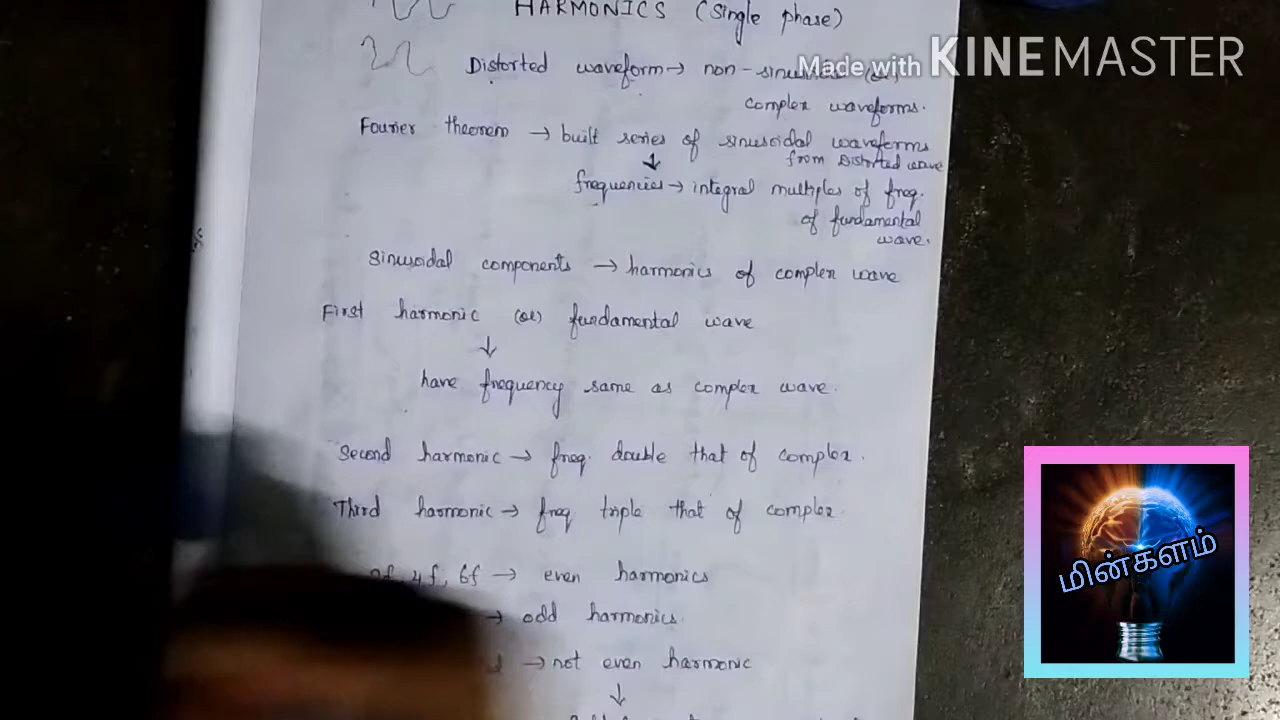 HARMONICS (Single phase)
Made with KINEMASTER
Distorted waveform → non-
complex waveforms.
Fourier theorem → built series of sinusoidal waveforms
from Distorted wave
↓
frequencies → integral multiples of freq.
of fundamental
wave.
Sinusoidal components → harmonics of complex wave
First harmonic (or) fundamental wave
↓
have frequency same as complex wave.
Second harmonic → freq. double that of complex.
Third harmonic → freq triple that of complex.
4f, 6f → even harmonics
→ odd harmonics.
→ not even harmonic
↓
மின்களம்